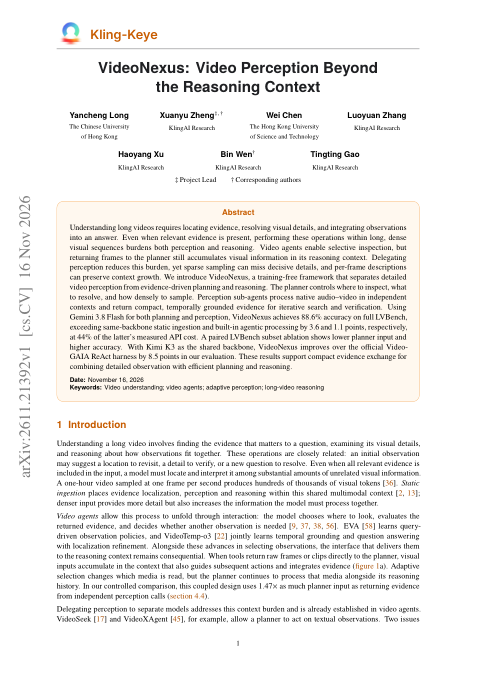 Kling-Keye
VideoNexus: Video Perception Beyond
the Reasoning Context
Yancheng Long
The Chinese University
of Hong Kong
Xuanyu Zheng‡,†
KlingAI Research
Wei Chen
The Hong Kong University
of Science and Technology
Luoyuan Zhang
KlingAI Research
Haoyang Xu
KlingAI Research
Bin Wen†
KlingAI Research
Tingting Gao
KlingAI Research
‡ Project Lead † Corresponding authors
arXiv:2611.21392v1 [cs.CV] 16 Nov 2026
Abstract
Understanding long videos requires locating evidence, resolving visual details, and integrating observations
into an answer. Even when relevant evidence is present, performing these operations within long, dense
visual sequences burdens both perception and reasoning. Video agents enable selective inspection, but
returning frames to the planner still accumulates visual information in its reasoning context. Delegating
perception reduces this burden, yet sparse sampling can miss decisive details, and per-frame descriptions
can preserve context growth. We introduce VideoNexus, a training-free framework that separates detailed
video perception from evidence-driven planning and reasoning. The planner controls where to inspect, what
to resolve, and how densely to sample. Perception sub-agents process native audio–video in independent
contexts and return compact, temporally grounded evidence for iterative search and verification. Using
Gemini 3.8 Flash for both planning and perception, VideoNexus achieves 88.6% accuracy on full LVBench,
exceeding same-backbone static ingestion and built-in agentic processing by 3.6 and 1.1 points, respectively,
at 44% of the latter's measured API cost. A paired LVBench subset ablation shows lower planner input and
higher accuracy. With Kimi K3 as the shared backbone, VideoNexus improves over the official Video-
GAIA ReAct harness by 8.5 points in our evaluation. These results support compact evidence exchange for
combining detailed observation with efficient planning and reasoning.
Date: November 16, 2026
Keywords: Video understanding; video agents; adaptive perception; long-video reasoning
1 Introduction
Understanding a long video involves finding the evidence that matters to a question, examining its visual details,
and reasoning about how observations fit together. These operations are closely related: an initial observation
may suggest a location to revisit, a detail to verify, or a new question to resolve. Even when all relevant evidence is
included in the input, a model must locate and interpret it among substantial amounts of unrelated visual information.
A one-hour video sampled at one frame per second produces hundreds of thousands of visual tokens [36]. Static
ingestion places evidence localization, perception and reasoning within this shared multimodal context [2, 13];
denser input provides more detail but also increases the information the model must process together.
Video agents allow this process to unfold through interaction: the model chooses where to look, evaluates the
returned evidence, and decides whether another observation is needed [9, 37, 38, 56]. EVA [58] learns query-
driven observation policies, and VideoTemp-o3 [22] jointly learns temporal grounding and question answering
with localization refinement. Alongside these advances in selecting observations, the interface that delivers them
to the reasoning context remains consequential. When tools return raw frames or clips directly to the planner, visual
inputs accumulate in the context that also guides subsequent actions and integrates evidence (figure 1a). Adaptive
selection changes which media is read, but the planner continues to process that media alongside its reasoning
history. In our controlled comparison, this coupled design uses 1.47× as much planner input as returning evidence
from independent perception calls (section 4.4).
Delegating perception to separate models addresses this context burden and is already established in video agents.
VideoSeek [17] and VideoXAgent [45], for example, allow a planner to act on textual observations. Two issues
1